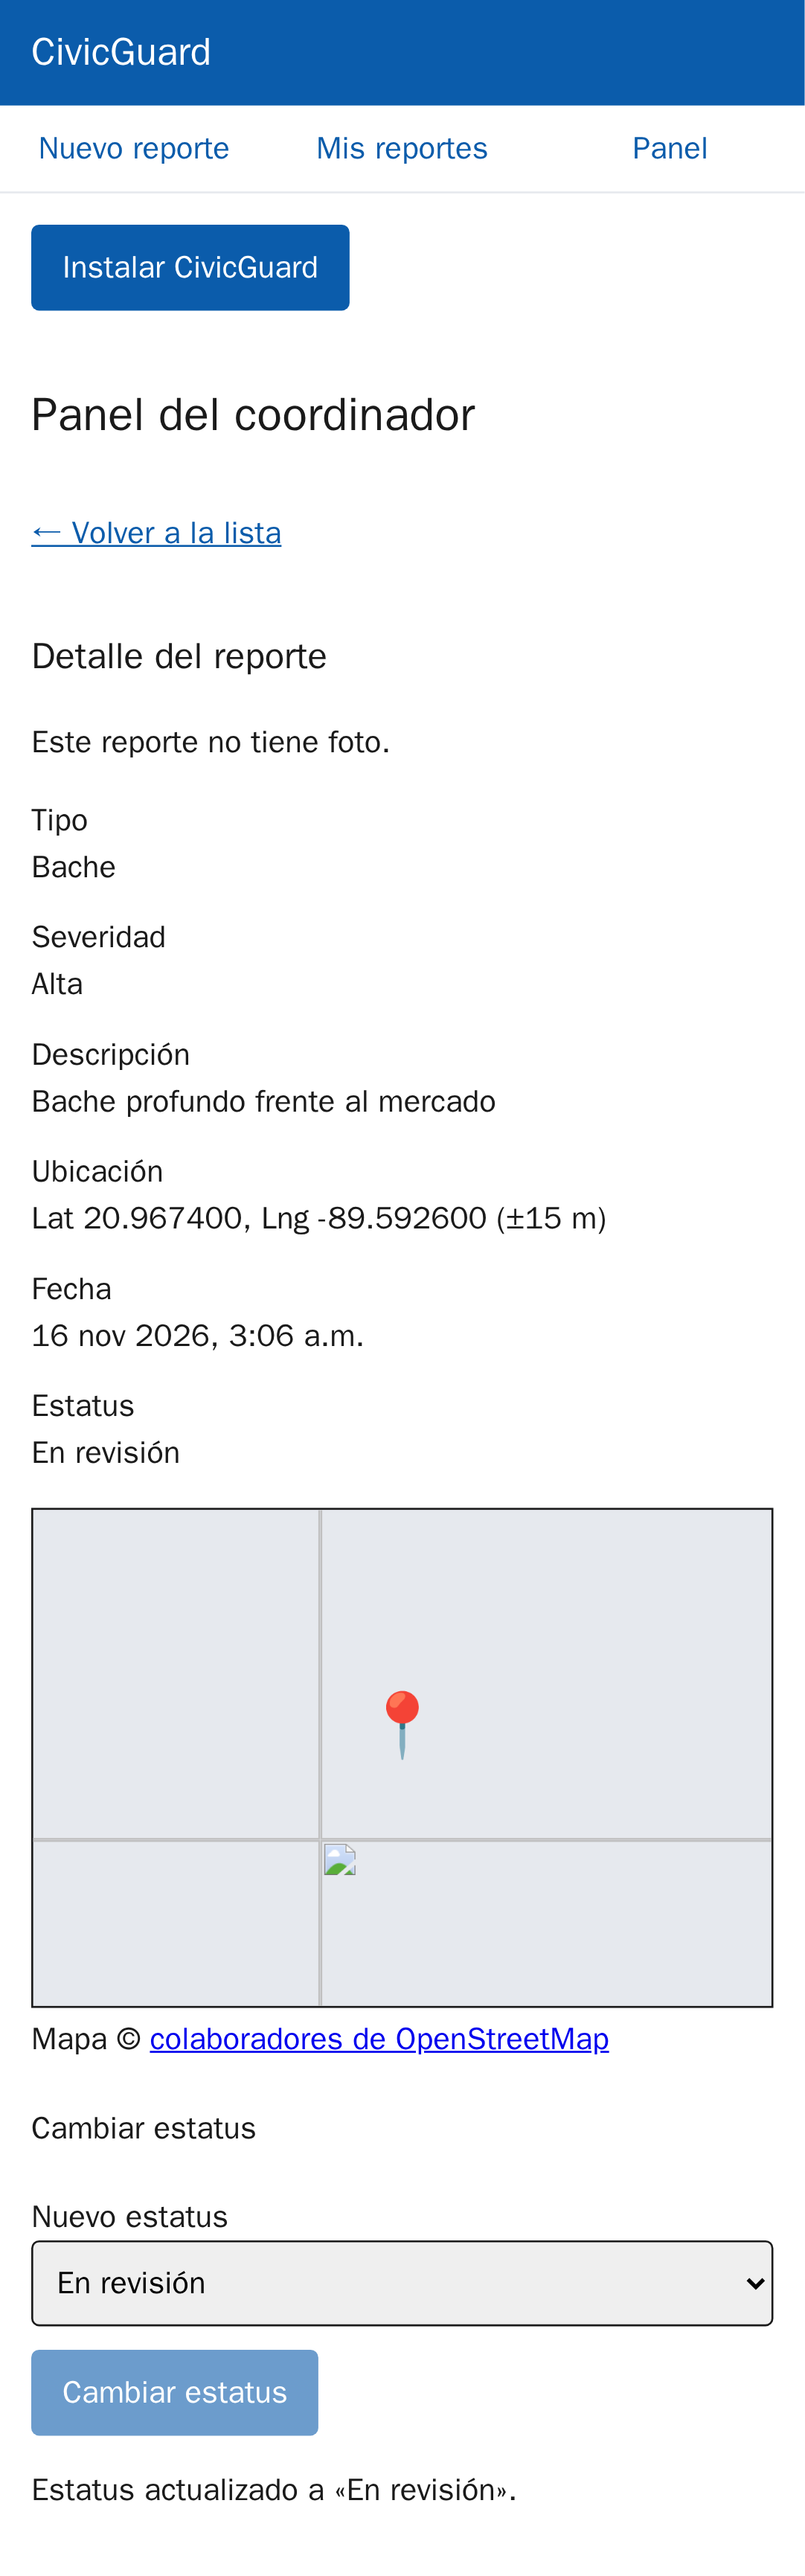 CivicGuard
Nuevo reporte Mis reportes Panel
Instalar CivicGuard
Panel del coordinador
← Volver a la lista
Detalle del reporte
Este reporte no tiene foto.
Tipo
Bache
Severidad
Alta
Descripción
Bache profundo frente al mercado
Ubicación
Lat 20.967400, Lng -89.592600 (±15 m)
Fecha
16 nov 2026, 3:06 a.m.
Estatus
En revisión
Mapa © colaboradores de OpenStreetMap
Cambiar estatus
Nuevo estatus
En revisión
Cambiar estatus
Estatus actualizado a «En revisión».